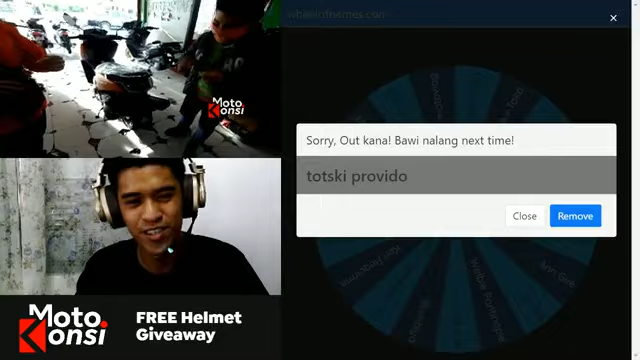 wheelofnames.com
Moto
Konsi
Sorry, Out kana! Bawi nalang next time!
totski provido
Close
Remove
Moto
Konsi
FREE Helmet
Giveaway